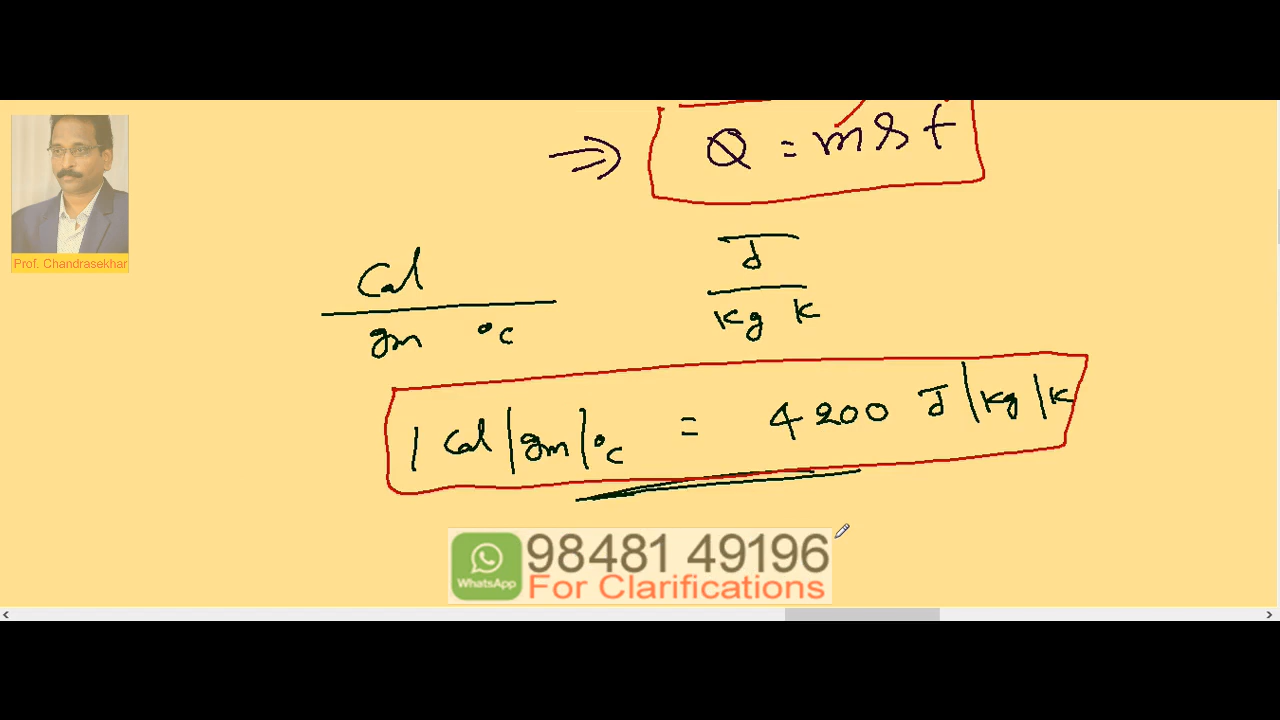 ⇒ Q = mst
Prof. Chandrasekhar
Cal
gm °c
J
Kg K
1 Cal/gm/°c = 4200 J/Kg/K
WhatsApp
98481 49196
For Clarifications